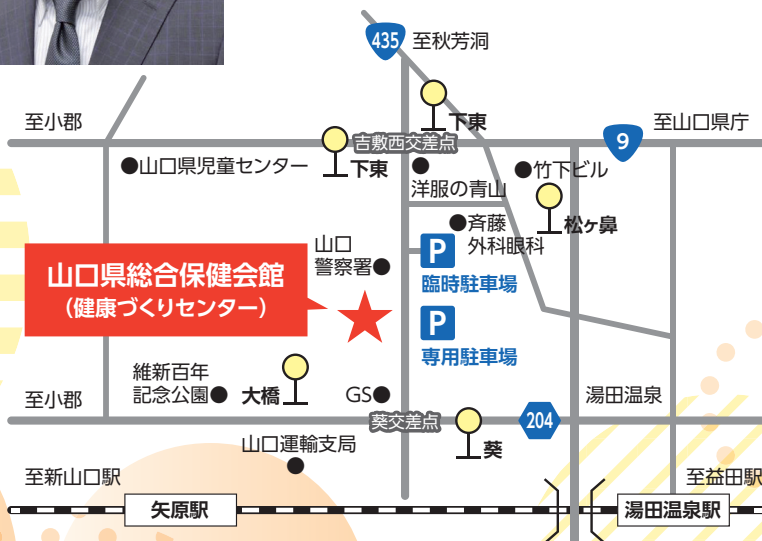 435
至秋芳洞
至小郡
下東
至山口県庁
吉敷西交差点
9
●山口県児童センター
下東
●竹下ビル
洋服の青山
松ヶ鼻
●斉藤
外科眼科
山口
警察署●
P
臨時駐車場
山口県総合保健会館
（健康づくりセンター）
P
専用駐車場
維新百年
記念公園●
大橋
GS●
湯田温泉
至小郡
葵交差点
204
山口運輸支局
葵
至新山口駅
至益田駅
矢原駅
湯田温泉駅